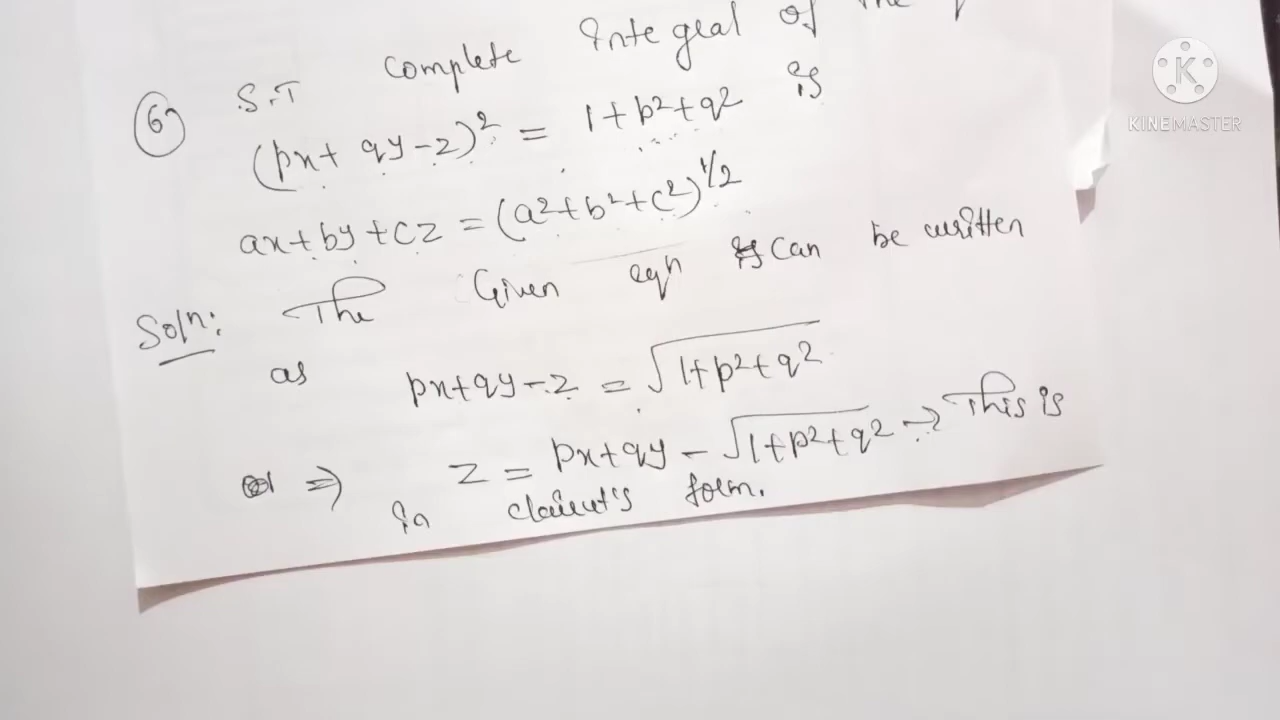 Complete Integral of the
6) S.T
(px + qy - z)² = 1 + p² + q² is
ax + by + cz = (a² + b² + c²)^1/2
Soln: The Given eqn can be written
as px + qy - z = √1 + p² + q²
⇒ z = px + qy - √1 + p² + q² → This is
in claiut's form.
KINEMASTER